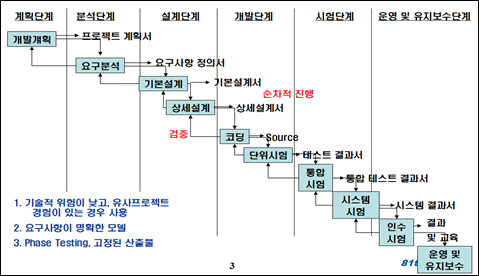 계획단계 분석단계 설계단계 개발단계 시험단계 운영 및 유지보수단계
개발계획 프로젝트 계획서
요구분석 요구사항 정의서
기본설계 기본설계서
순차적 진행
상세설계 상세설계서
검증 코딩 Source
단위시험 테스트 결과서
통합
시험
통합 테스트 결과서
시스템
시험
시스템 결과서
인수
시험
결과
및 교육
운영 및
유지보수
1. 기술적 위험이 낮고, 유사프로젝트
경험이 있는 경우 사용
2. 요구사항이 명확한 모델
3. Phase Testing, 고정된 산출물
3